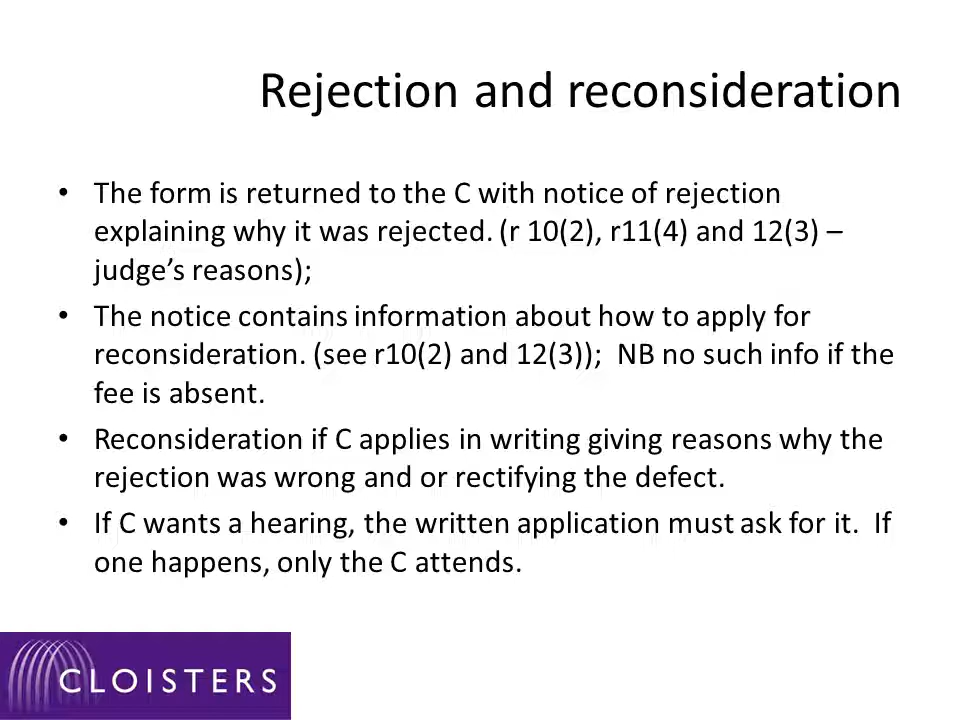 Rejection and reconsideration
• The form is returned to the C with notice of rejection
explaining why it was rejected. (r 10(2), r11(4) and 12(3) –
judge’s reasons);
• The notice contains information about how to apply for
reconsideration. (see r10(2) and 12(3));  NB no such info if the
fee is absent.
• Reconsideration if C applies in writing giving reasons why the
rejection was wrong and or rectifying the defect.
• If C wants a hearing, the written application must ask for it.  If
one happens, only the C attends.
CLOISTERS